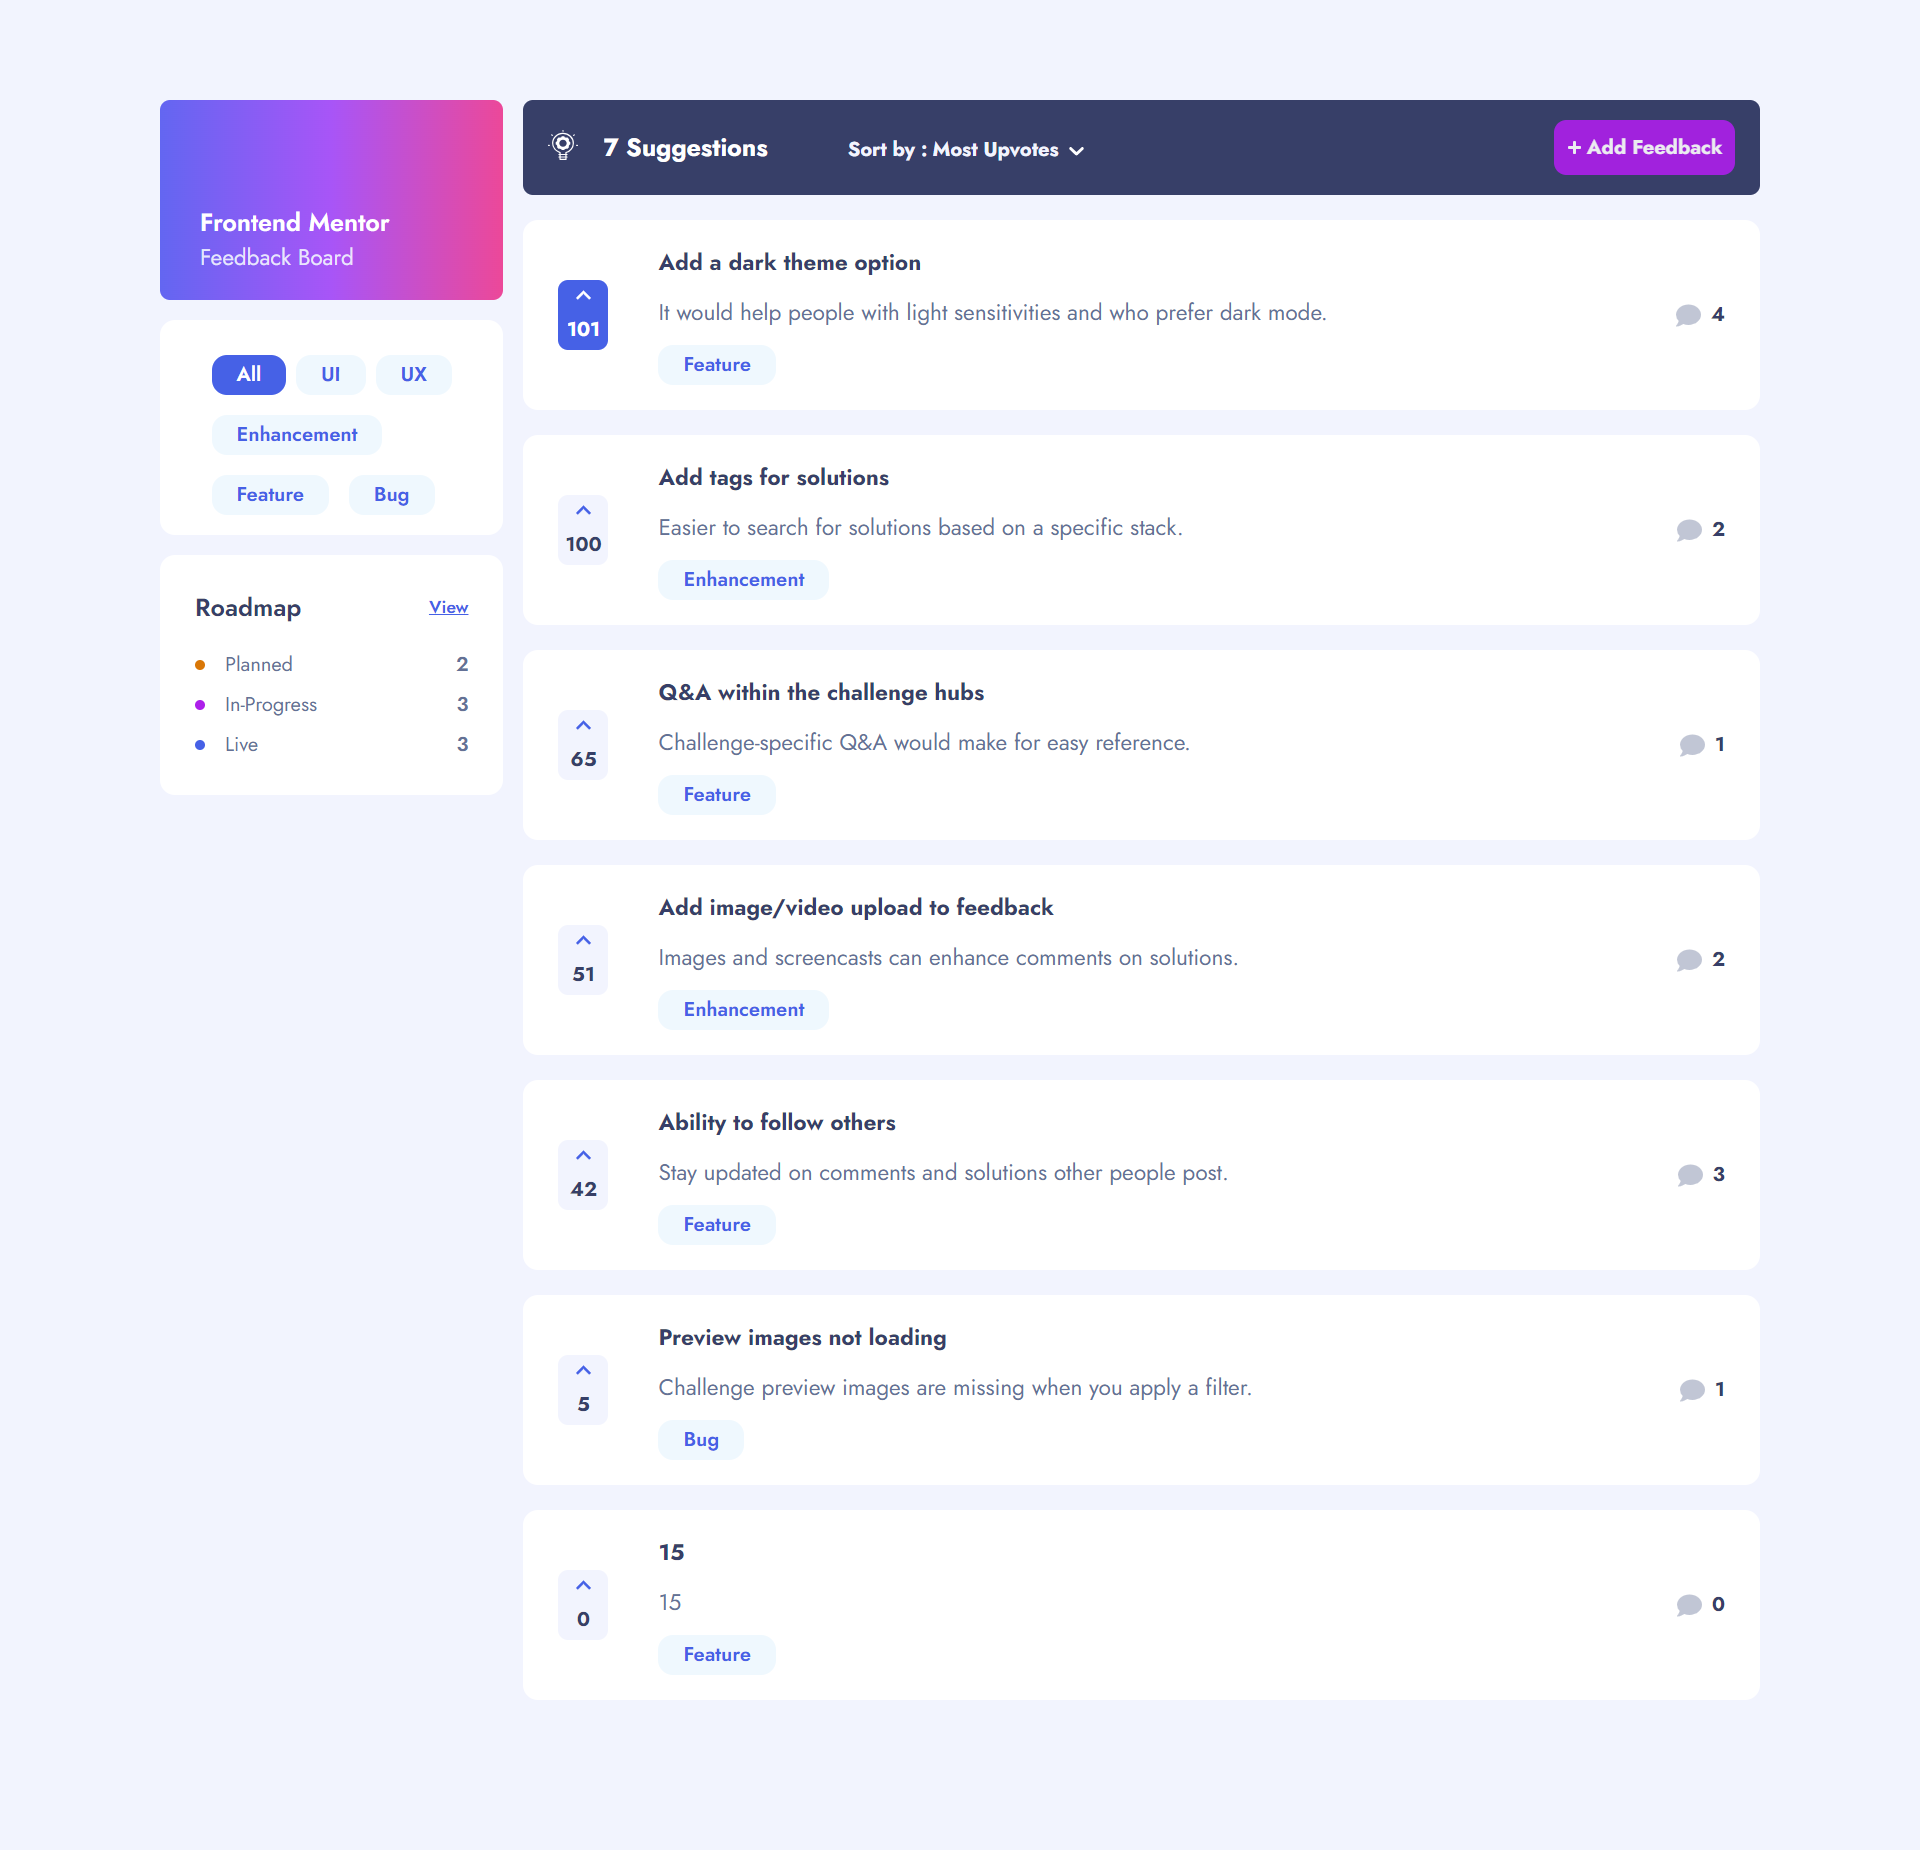 Frontend Mentor
Feedback Board
All UI UX
Enhancement
Feature Bug
Roadmap View
Planned 2
In-Progress 3
Live 3
7 Suggestions Sort by : Most Upvotes + Add Feedback
Add a dark theme option
101
It would help people with light sensitivities and who prefer dark mode.
4
Feature
Add tags for solutions
100
Easier to search for solutions based on a specific stack.
2
Enhancement
Q&A within the challenge hubs
65
Challenge-specific Q&A would make for easy reference.
1
Feature
Add image/video upload to feedback
51
Images and screencasts can enhance comments on solutions.
2
Enhancement
Ability to follow others
42
Stay updated on comments and solutions other people post.
3
Feature
Preview images not loading
5
Challenge preview images are missing when you apply a filter.
1
Bug
15
0
15
0
Feature